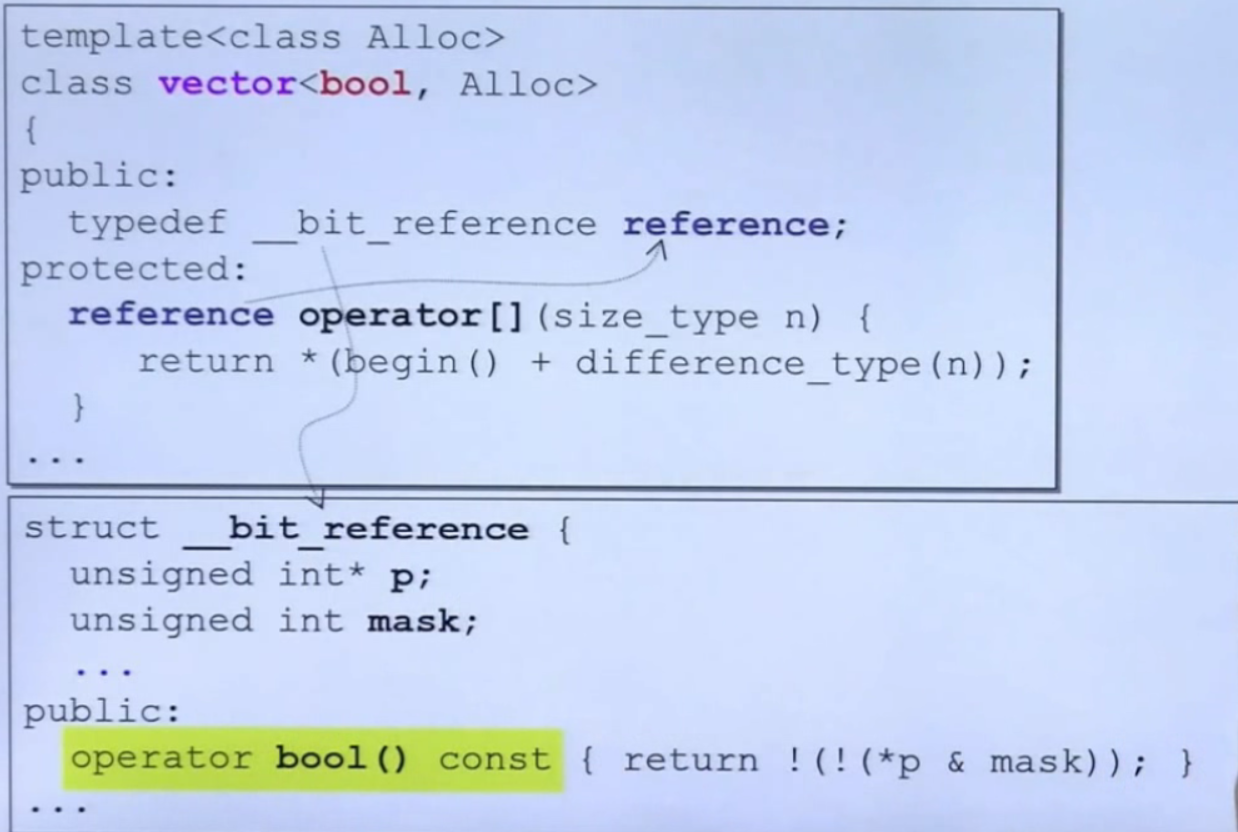 template<class Alloc>
class vector<bool, Alloc>
{
public:
typedef __bit_reference reference;
protected:
reference operator[](size_type n) {
return *(begin() + difference_type(n));
}
...
struct __bit_reference {
unsigned int* p;
unsigned int mask;
...
public:
operator bool() const { return !(!(*p & mask)); }
...